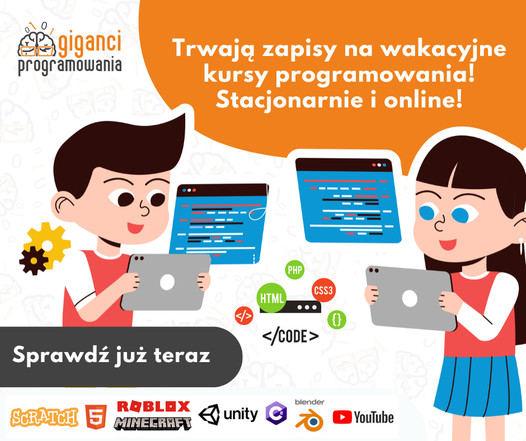 giganci
programowania
Trwają zapisy na wakacyjne
kursy programowania!
Stacjonarnie i online!
PHP
HTML
CSS3
</>
{}
</CODE>
Sprawdź już teraz
SCRATCH
5
ROBLOX
MINECRAFT
unity
C#
blender
YouTube